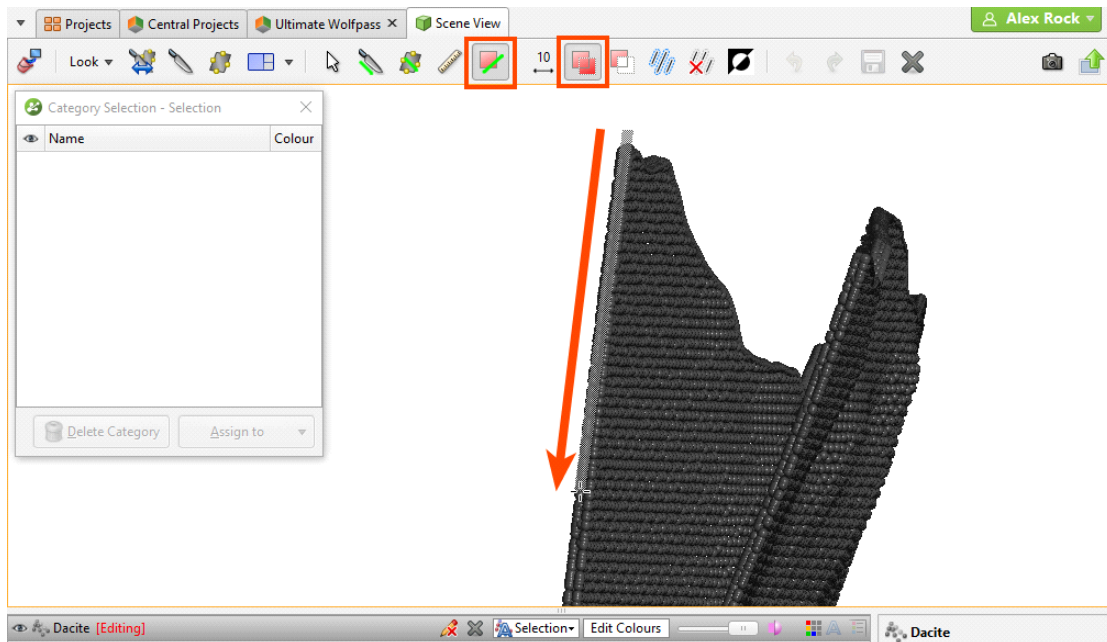 Projects Central Projects Ultimate Wolfpass × Scene View Alex Rock
Look 10
Category Selection - Selection
Name Colour
Delete Category Assign to
Dacite [Editing] Selection Edit Colours Dacite